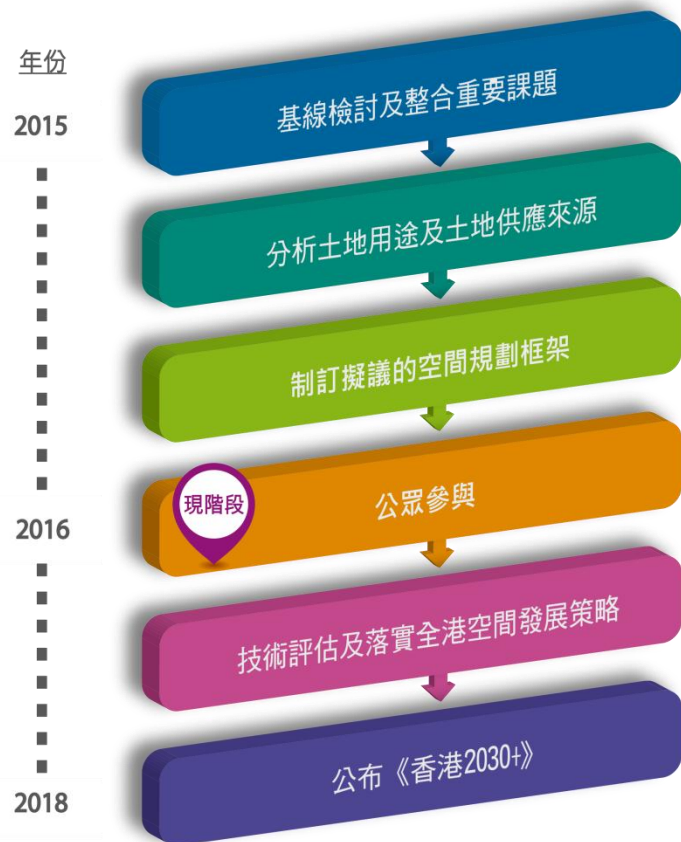 年份
2015
基線檢討及整合重要課題
分析土地用途及土地供應來源
制訂擬議的空間規劃框架
2016
現階段
公眾參與
技術評估及落實全港空間發展策略
2018
公布《香港2030+》